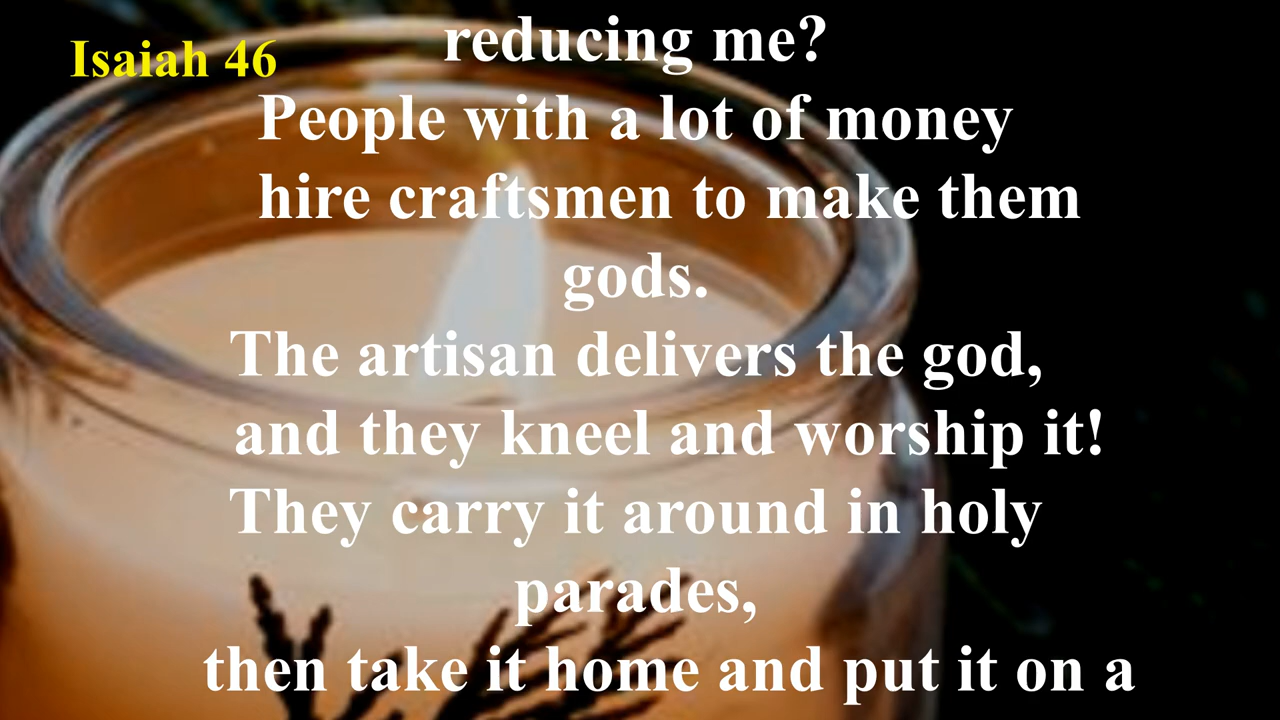 Isaiah 46
reducing me?
People with a lot of money
hire craftsmen to make them
gods.
The artisan delivers the god,
and they kneel and worship it!
They carry it around in holy
parades,
then take it home and put it on a